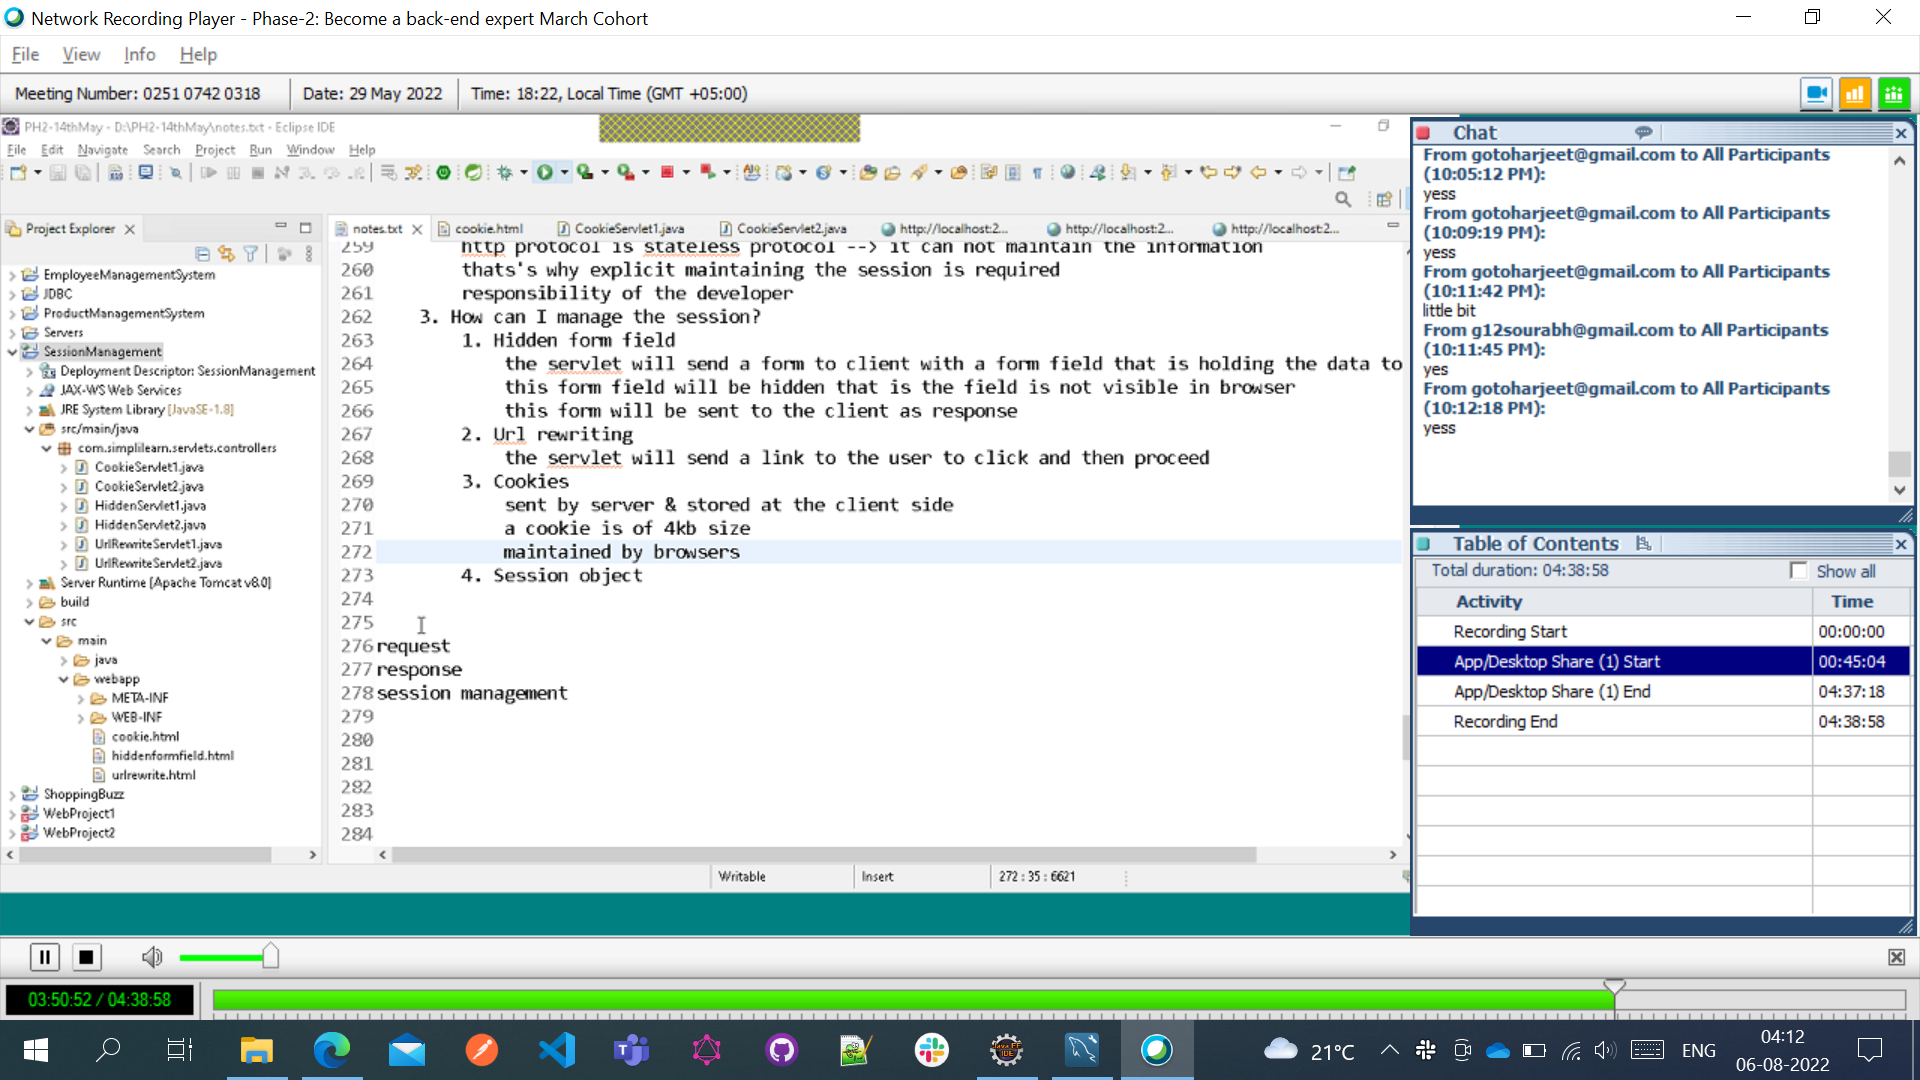 Network Recording Player - Phase-2: Become a back-end expert March Cohort
File View Info Help
Meeting Number: 0251 0742 0318 Date: 29 May 2022 Time: 18:22, Local Time (GMT +05:00)
PH2-14thMay - D:\PH2-14thMay\notes.txt - Eclipse IDE
File Edit Navigate Search Project Run Window Help
Project Explorer
EmployeeManagementSystem
JDBC
ProductManagementSystem
Servers
SessionManagement
Deployment Descriptor: SessionManagement
JAX-WS Web Services
JRE System Library [JavaSE-1.8]
src/main/java
com.simplilearn.servlets.controllers
CookieServlet1.java
CookieServlet2.java
HiddenServlet1.java
HiddenServlet2.java
UrlRewriteServlet1.java
UrlRewriteServlet2.java
Server Runtime [Apache Tomcat v8.0]
build
src
main
java
webapp
META-INF
WEB-INF
cookie.html
hiddenformfield.html
urlrewrite.html
ShoppingBuzz
WebProject1
WebProject2
notes.txt cookie.html CookieServlet1.java CookieServlet2.java http://localhost:2... http://localhost:2... http://localhost:2...
259 http protocol is stateless protocol --> it can not maintain the information
260 thats's why explicit maintaining the session is required
261 responsibility of the developer
262 3. How can I manage the session?
263 1. Hidden form field
264 the servlet will send a form to client with a form field that is holding the data to
265 this form field will be hidden that is the field is not visible in browser
266 this form will be sent to the client as response
267 2. Url rewriting
268 the servlet will send a link to the user to click and then proceed
269 3. Cookies
270 sent by server & stored at the client side
271 a cookie is of 4kb size
272 maintained by browsers
273 4. Session object
274
275
276 request
277 response
278 session management
279
280
281
282
283
284
Writable Insert 272 : 35 : 6621
Chat
From gotoharjeet@gmail.com to All Participants
(10:05:12 PM):
yess
From gotoharjeet@gmail.com to All Participants
(10:09:19 PM):
yess
From gotoharjeet@gmail.com to All Participants
(10:11:42 PM):
little bit
From g12sourabh@gmail.com to All Participants
(10:11:45 PM):
yes
From gotoharjeet@gmail.com to All Participants
(10:12:18 PM):
yess
Table of Contents
Total duration: 04:38:58 Show all
Activity Time
Recording Start 00:00:00
App/Desktop Share (1) Start 00:45:04
App/Desktop Share (1) End 04:37:18
Recording End 04:38:58
03:50:52 / 04:38:58
21°C ENG 04:12
06-08-2022